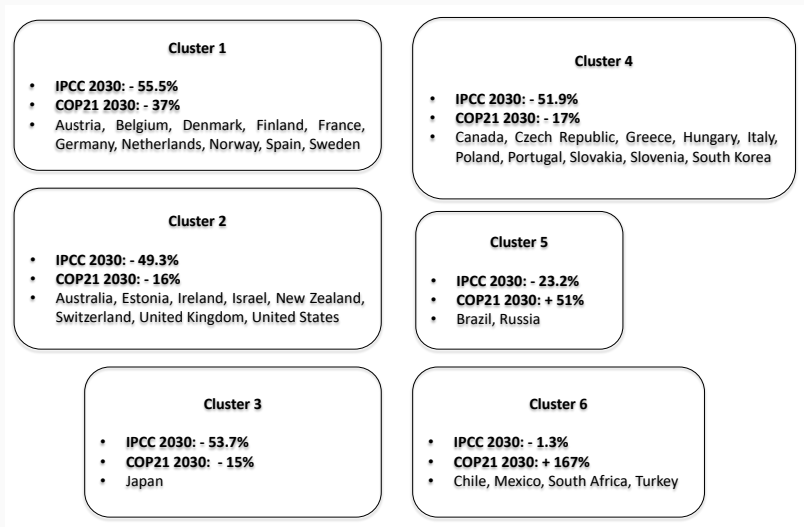 Cluster 1
• IPCC 2030: - 55.5%
• COP21 2030: - 37%
• Austria, Belgium, Denmark, Finland, France,
Germany, Netherlands, Norway, Spain, Sweden
Cluster 4
• IPCC 2030: - 51.9%
• COP21 2030: - 17%
• Canada, Czech Republic, Greece, Hungary, Italy,
Poland, Portugal, Slovakia, Slovenia, South Korea
Cluster 2
• IPCC 2030: - 49.3%
• COP21 2030: - 16%
• Australia, Estonia, Ireland, Israel, New Zealand,
Switzerland, United Kingdom, United States
Cluster 5
• IPCC 2030: - 23.2%
• COP21 2030: + 51%
• Brazil, Russia
Cluster 3
• IPCC 2030: - 53.7%
• COP21 2030: - 15%
• Japan
Cluster 6
• IPCC 2030: - 1.3%
• COP21 2030: + 167%
• Chile, Mexico, South Africa, Turkey